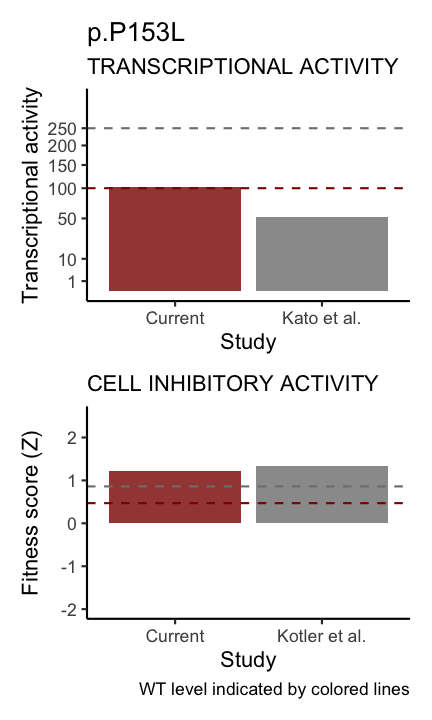 p.P153L
TRANSCRIPTIONAL ACTIVITY
Transcriptional activity
250
200
150
100
50
10
1
Current
Kato et al.
Study
CELL INHIBITORY ACTIVITY
Fitness score (Z)
2
1
0
-1
-2
Current
Kotler et al.
Study
WT level indicated by colored lines